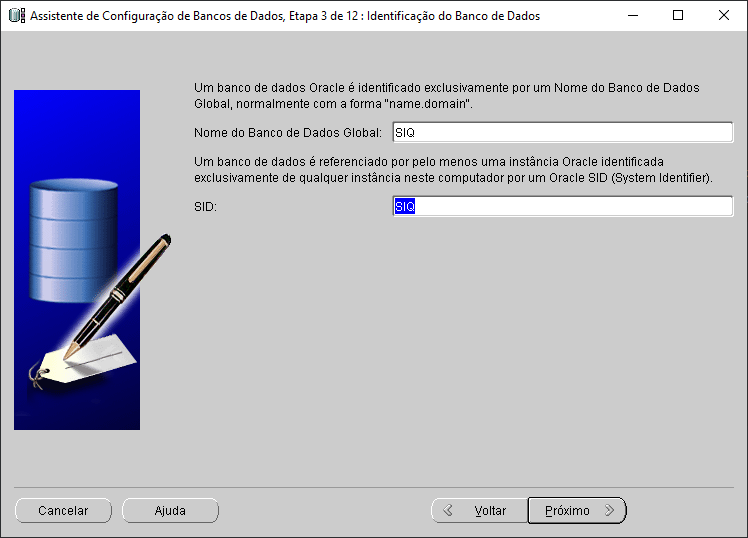 Assistente de Configuração de Bancos de Dados, Etapa 3 de 12 : Identificação do Banco de Dados
Um banco de dados Oracle é identificado exclusivamente por um Nome do Banco de Dados
Global, normalmente com a forma "name.domain".
Nome do Banco de Dados Global: SIQ
Um banco de dados é referenciado por pelo menos uma instância Oracle identificada
exclusivamente de qualquer instância neste computador por um Oracle SID (System Identifier).
SID: SIQ
Cancelar Ajuda Voltar Próximo